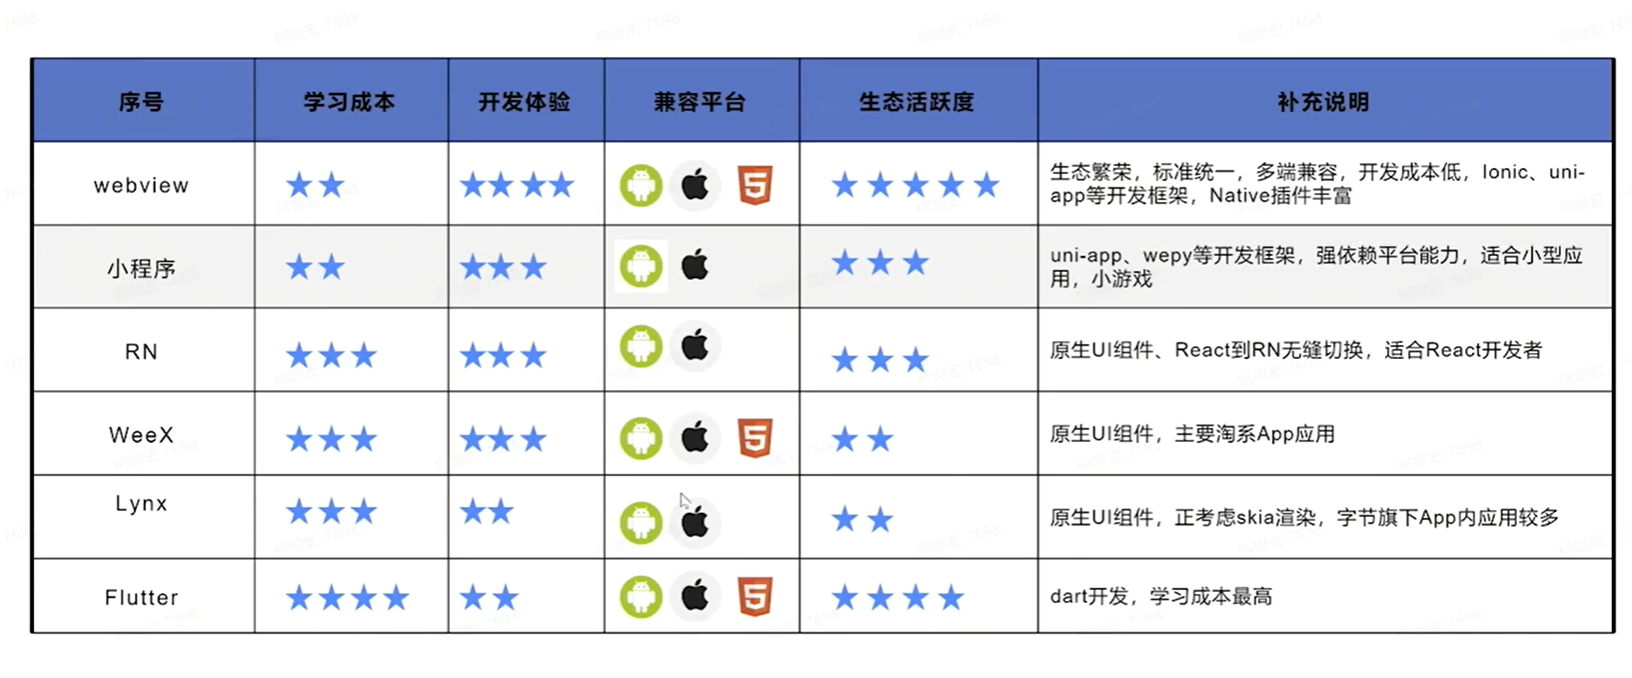 序号 学习成本 开发体验 兼容平台 生态活跃度 补充说明
webview
生态繁荣，标准统一，多端兼容，开发成本低，Ionic、uni-
app等开发框架，Native插件丰富
小程序
uni-app、wepy等开发框架，强依赖平台能力，适合小型应
用，小游戏
RN
原生UI组件、React到RN无缝切换，适合React开发者
WeeX
原生UI组件，主要淘系App应用
Lynx
原生UI组件，正考虑skia渲染，字节旗下App内应用较多
Flutter
dart开发，学习成本最高